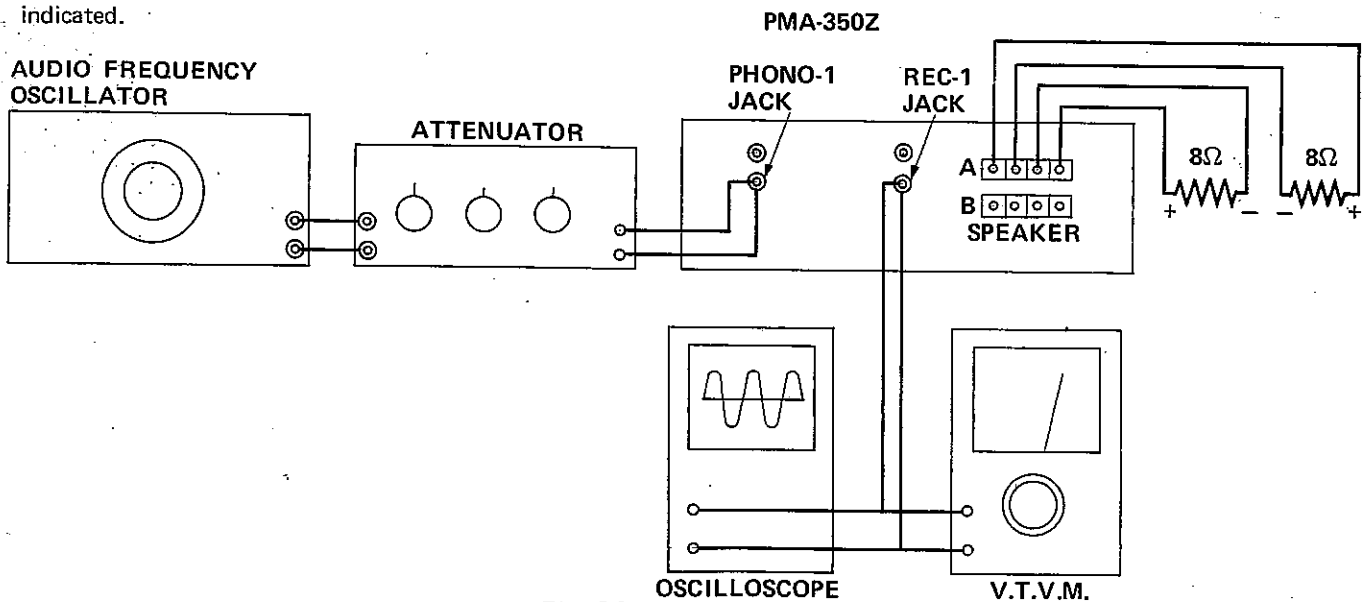 indicated.
PMA-350Z
AUDIO FREQUENCY
OSCILLATOR
ATTENUATOR
PHONO-1
JACK
REC-1
JACK
A
B
SPEAKER
8Ω
8Ω
+ − − +
OSCILLOSCOPE
V.T.V.M.